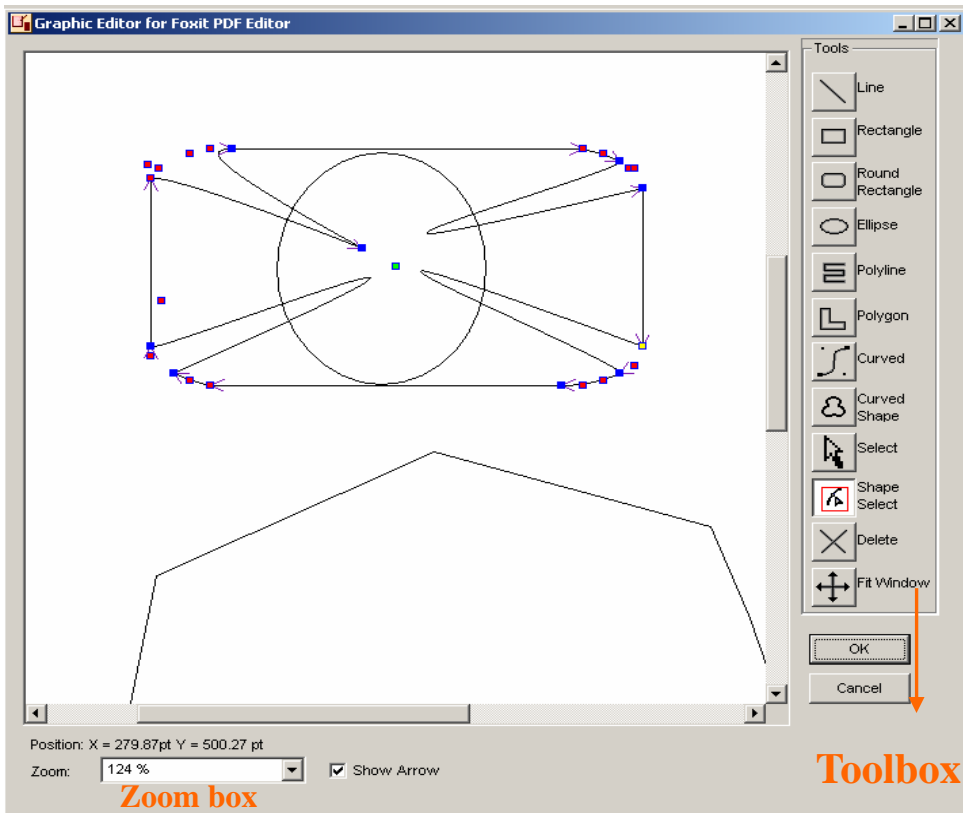 Graphic Editor for Foxit PDF Editor
Tools
Line
Rectangle
Round
Rectangle
Ellipse
Polyline
Polygon
Curved
Curved
Shape
Select
Shape
Select
Delete
Fit Window
OK
Cancel
Position: X = 279.87pt Y = 500.27 pt
Zoom: 124 % Show Arrow
Toolbox
Zoom box